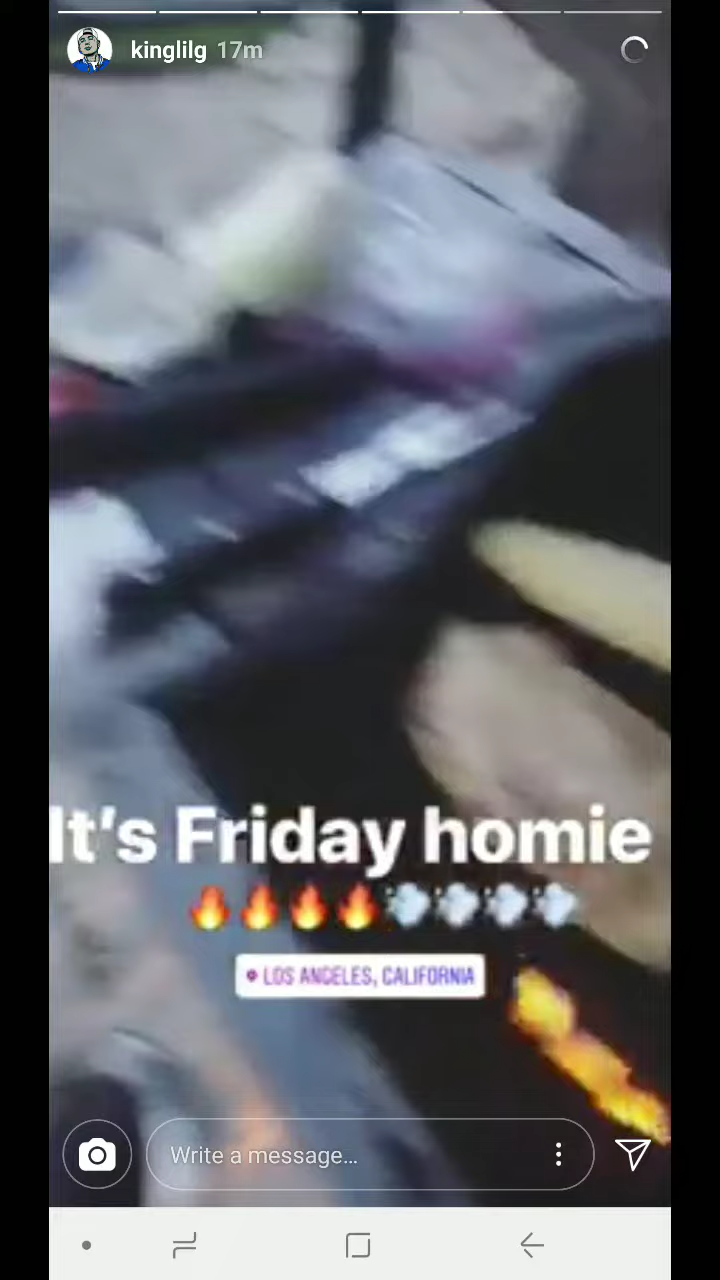 kinglilg 17m
It's Friday homie
🔥🔥🔥🔥💨💨💨💨
LOS ANGELES, CALIFORNIA
Write a message...